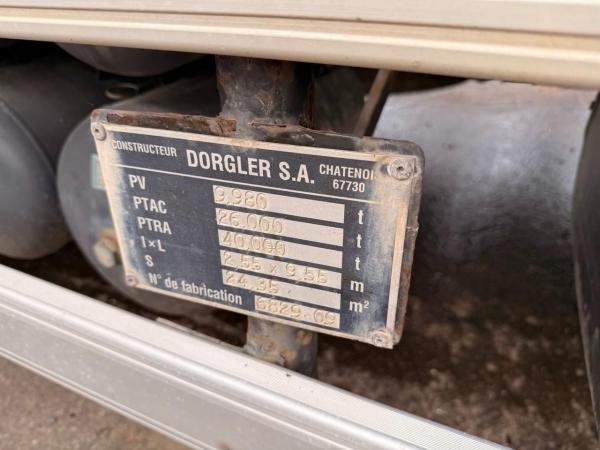 CONSTRUCTEUR DORGLER S.A. CHATENOI 67730
PV 9.980 t
PTAC 26.000 t
PTRA 40.000 t
l×L 2.55 x 9.55 m
S 24.35 m²
N° de fabrication 6829.09